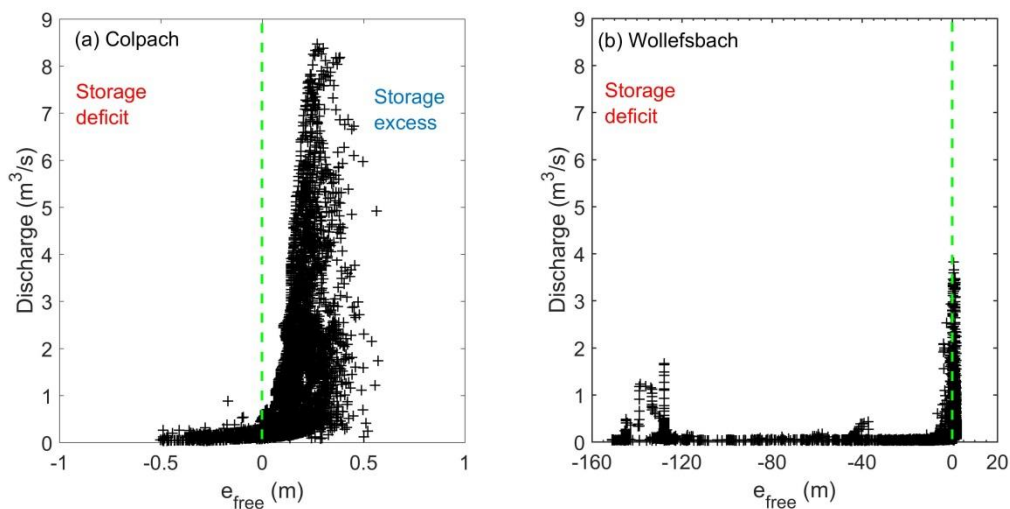 (a) Colpach
Storage
deficit
Storage
excess
Discharge (m³/s)
9
8
7
6
5
4
3
2
1
0
-1
-0.5
0
0.5
1
e_free (m)
(b) Wollefsbach
Storage
deficit
Discharge (m³/s)
9
8
7
6
5
4
3
2
1
0
-160
-120
-80
-40
0
20
e_free (m)